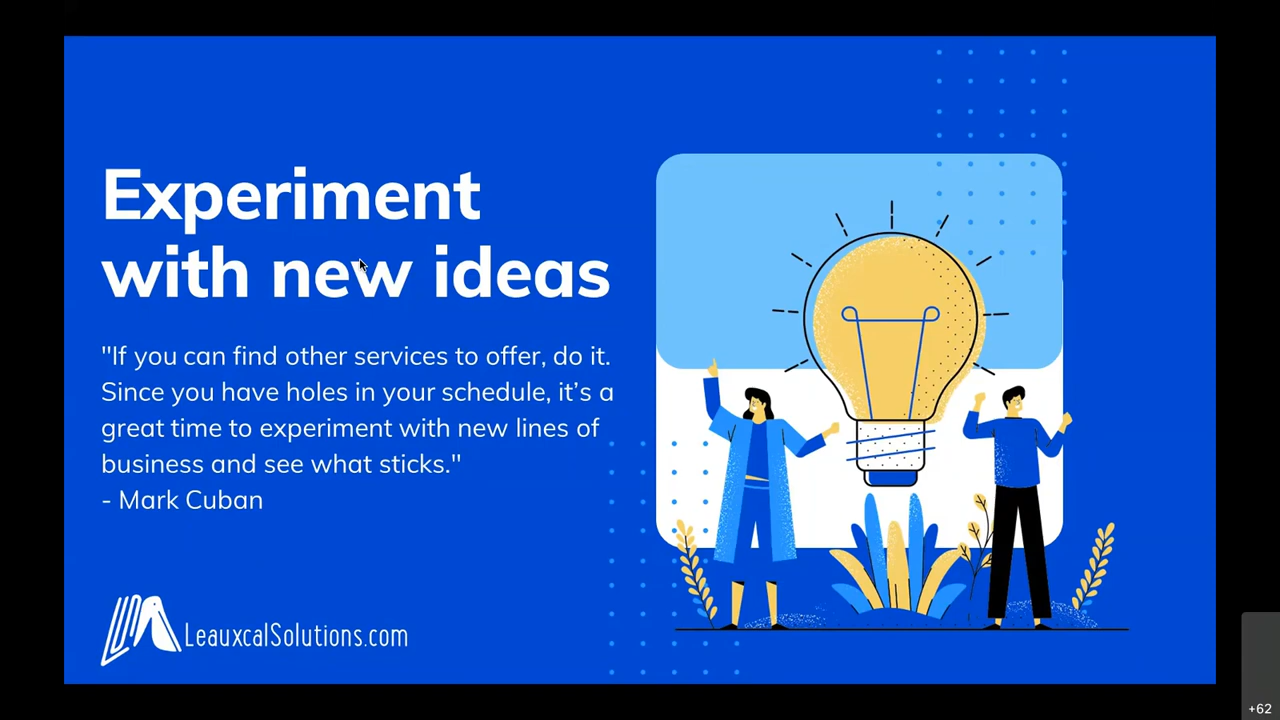 Experiment
with new ideas
"If you can find other services to offer, do it.
Since you have holes in your schedule, it’s a
great time to experiment with new lines of
business and see what sticks."
- Mark Cuban
LeauxcalSolutions.com
+62